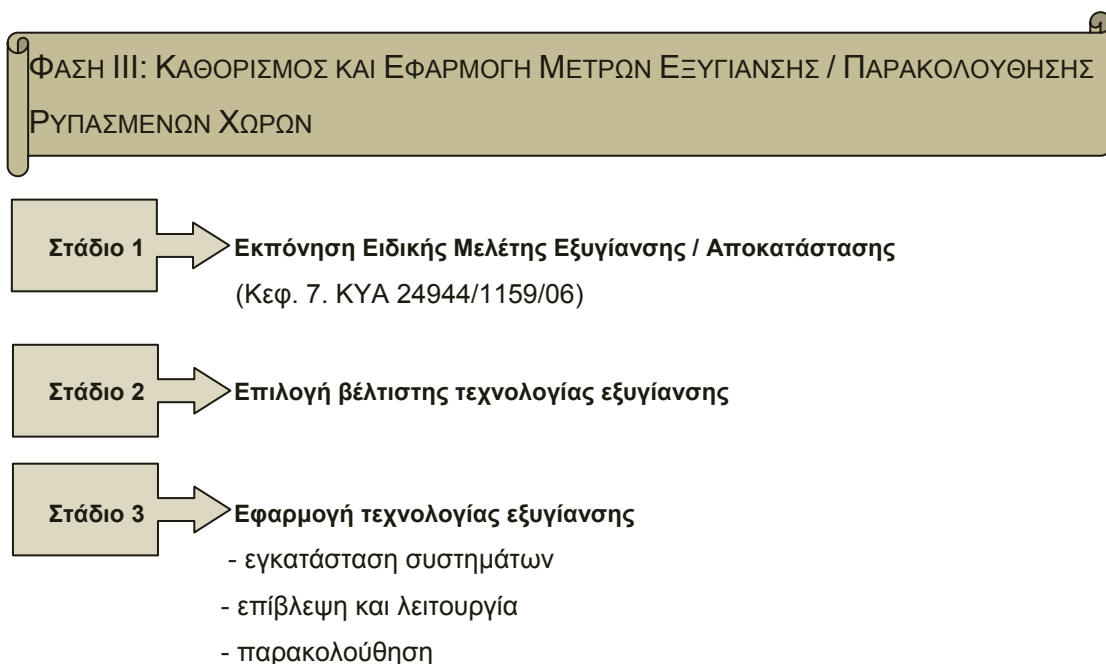 ΦΑΣΗ III: ΚΑΘΟΡΙΣΜΟΣ ΚΑΙ ΕΦΑΡΜΟΓΗ ΜΕΤΡΩΝ ΕΞΥΓΙΑΝΣΗΣ / ΠΑΡΑΚΟΛΟΥΘΗΣΗΣ
ΡΥΠΑΣΜΕΝΩΝ ΧΩΡΩΝ
Στάδιο 1 Εκπόνηση Ειδικής Μελέτης Εξυγίανσης / Αποκατάστασης
(Κεφ. 7. ΚΥΑ 24944/1159/06)
Στάδιο 2 Επιλογή βέλτιστης τεχνολογίας εξυγίανσης
Στάδιο 3 Εφαρμογή τεχνολογίας εξυγίανσης
- εγκατάσταση συστημάτων
- επίβλεψη και λειτουργία
- παρακολούθηση